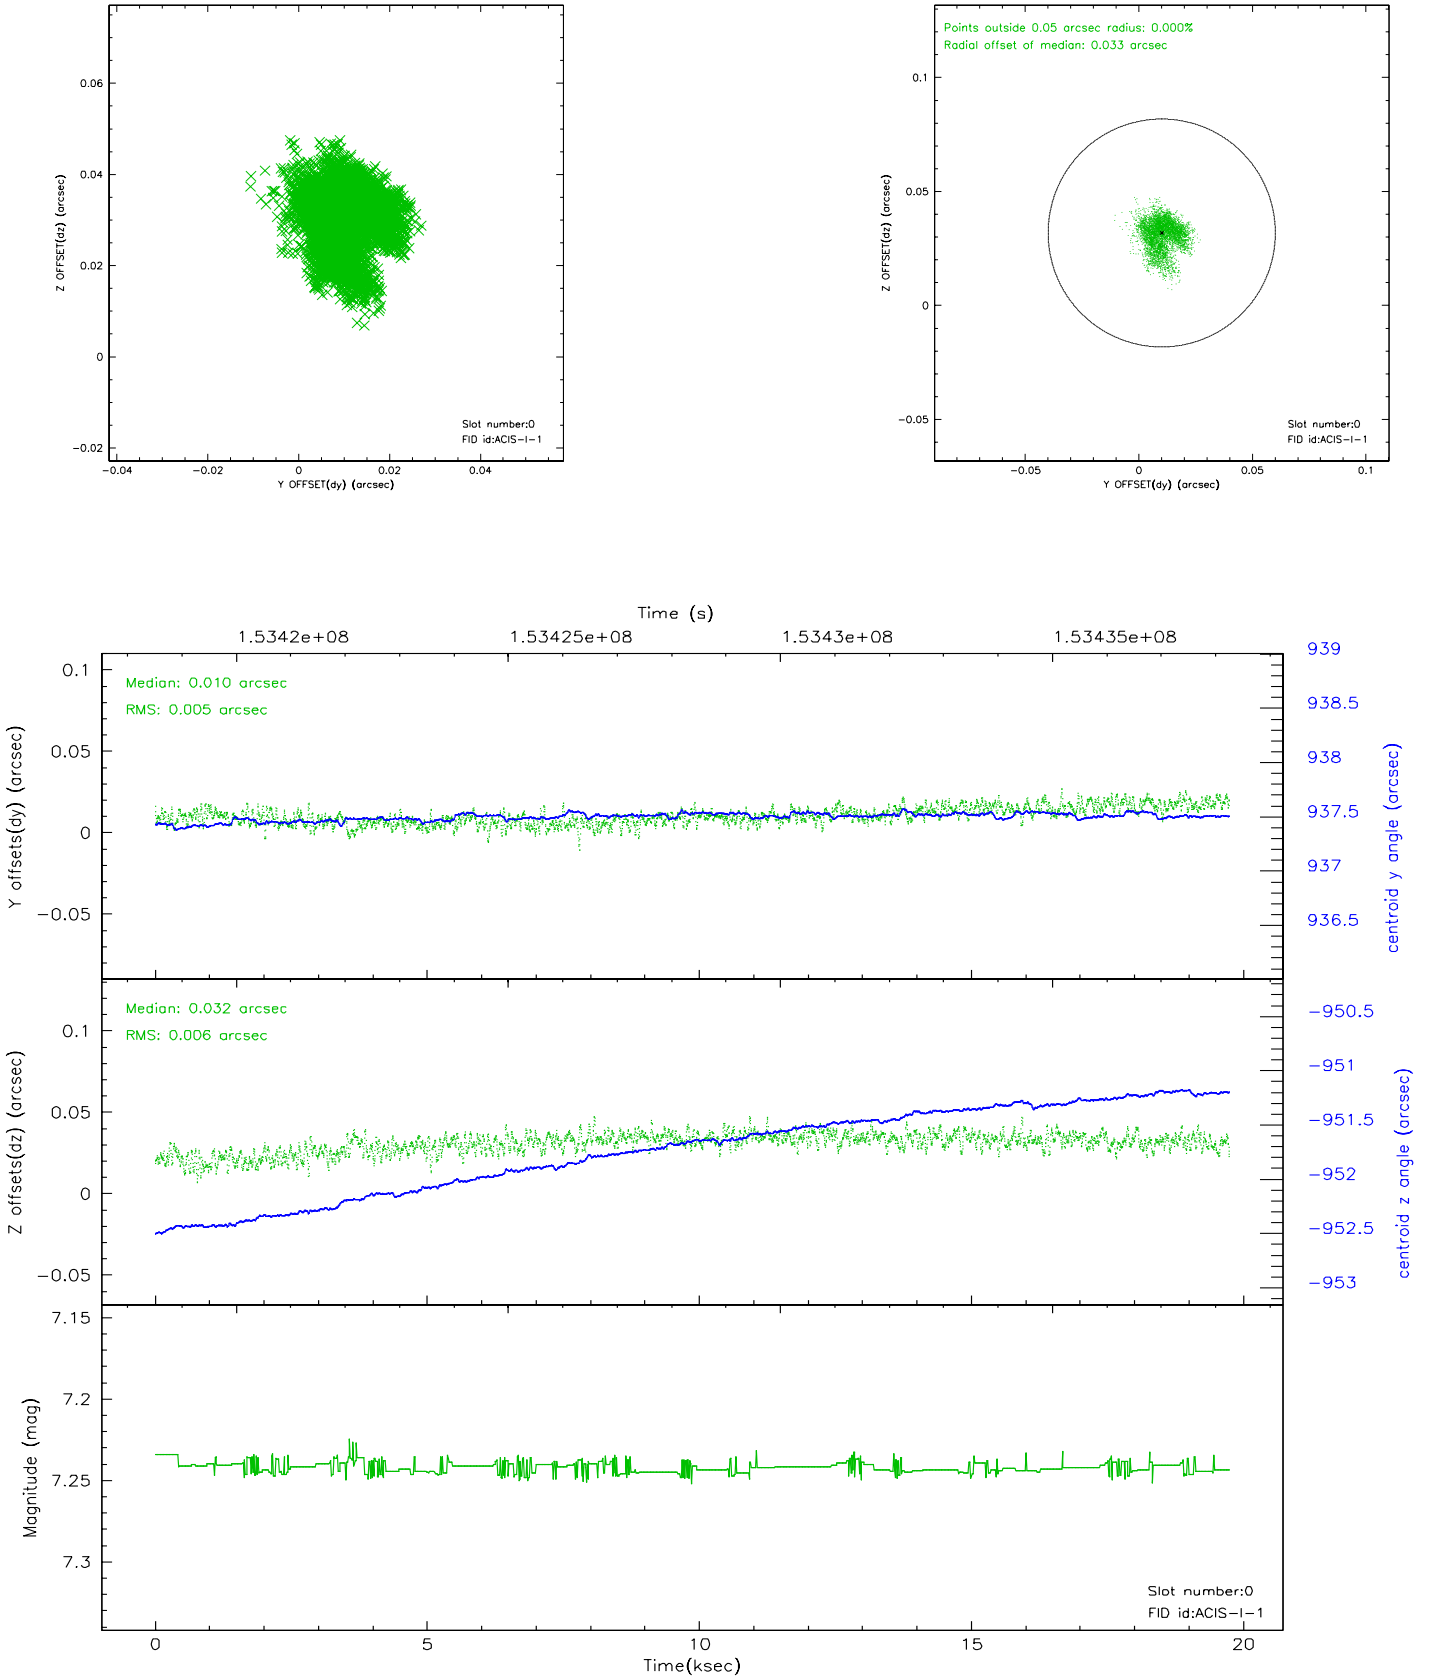 0.06
0.04
0.02
0
-0.02
Z OFFSET(dz) (arcsec)
Slot number:0
FID id:ACIS-I-1
-0.04 -0.02 0 0.02 0.04
Y OFFSET(dy) (arcsec)
Points outside 0.05 arcsec radius: 0.000%
Radial offset of median: 0.033 arcsec
0.1
0.05
0
-0.05
Z OFFSET(dz) (arcsec)
Slot number:0
FID id:ACIS-I-1
-0.05 0 0.05 0.1
Y OFFSET(dy) (arcsec)
Time (s)
1.5342e+08 1.53425e+08 1.5343e+08 1.53435e+08
Median: 0.010 arcsec
RMS: 0.005 arcsec
0.1
0.05
0
-0.05
Y offsets(dy) (arcsec)
939
938.5
938
937.5
937
936.5
centroid y angle (arcsec)
Median: 0.032 arcsec
RMS: 0.006 arcsec
0.1
0.05
0
-0.05
Z offsets(dz) (arcsec)
-950.5
-951
-951.5
-952
-952.5
-953
centroid z angle (arcsec)
7.15
7.2
7.25
7.3
Magnitude (mag)
Slot number:0
FID id:ACIS-I-1
0 5 10 15 20
Time(ksec)